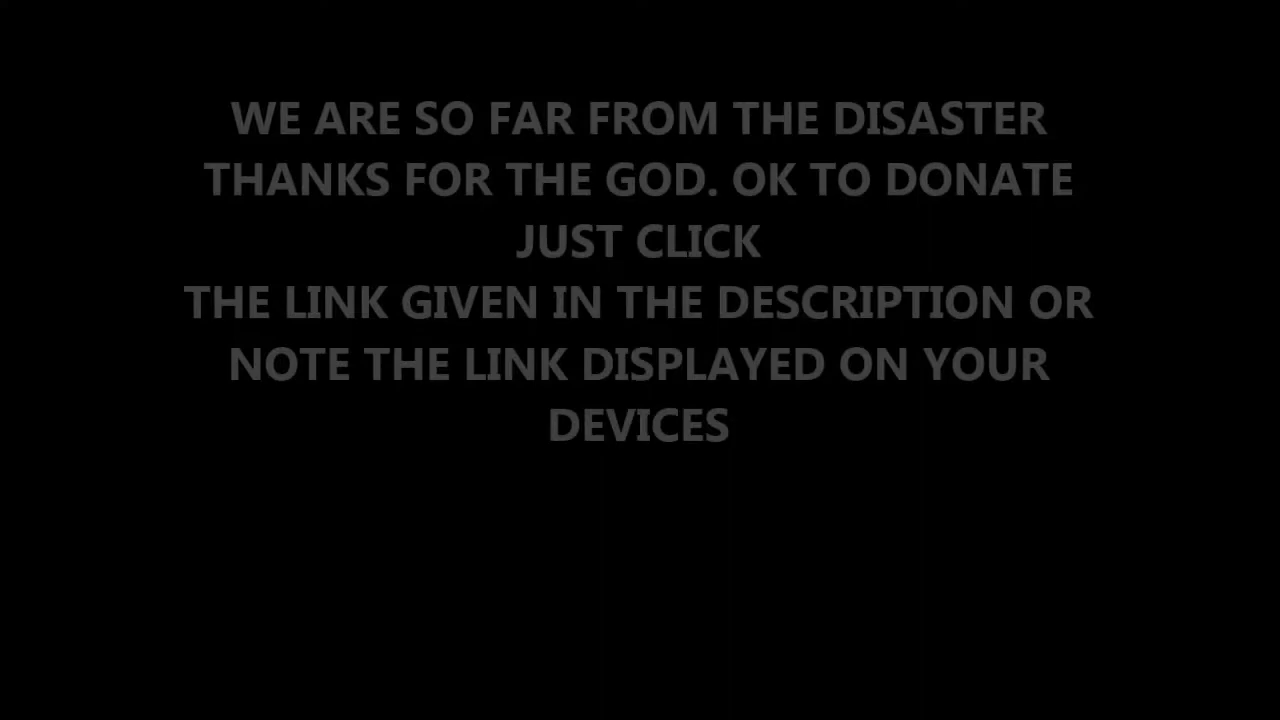 WE ARE SO FAR FROM THE DISASTER
THANKS FOR THE GOD. OK TO DONATE
JUST CLICK
THE LINK GIVEN IN THE DESCRIPTION OR
NOTE THE LINK DISPLAYED ON YOUR
DEVICES